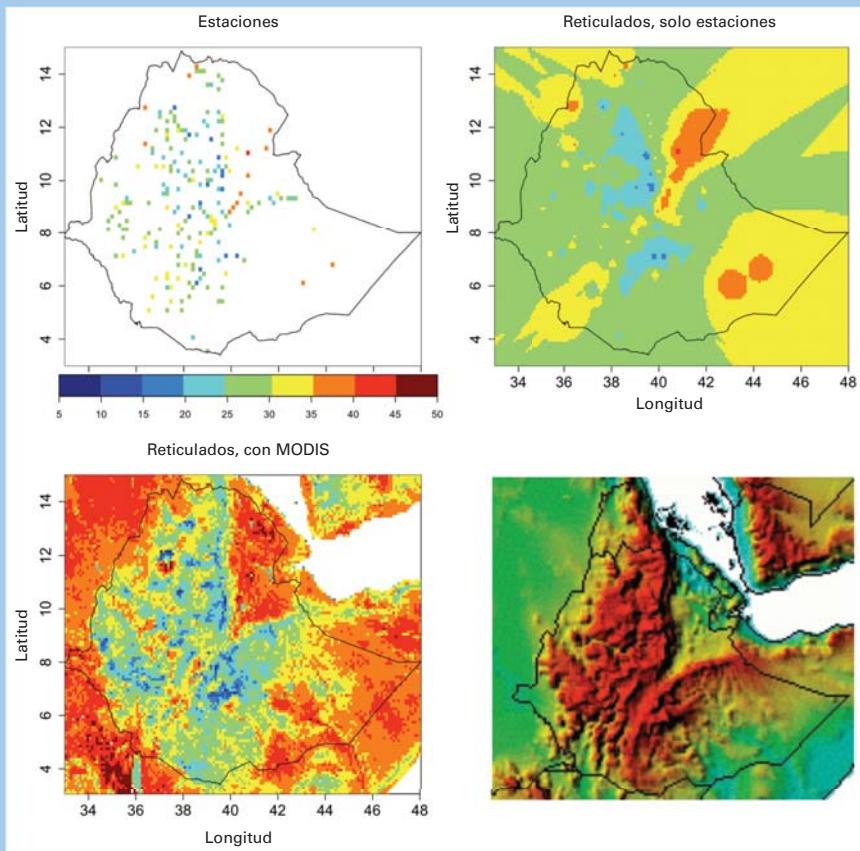 Estaciones
Reticulados, solo estaciones
Latitud
14
12
10
8
6
4
5 10 15 20 25 30 35 40 45 50
Latitud
14
12
10
8
6
4
34 36 38 40 42 44 46 48
Longitud
Reticulados, con MODIS
Latitud
14
12
10
8
6
4
34 36 38 40 42 44 46 48
Longitud